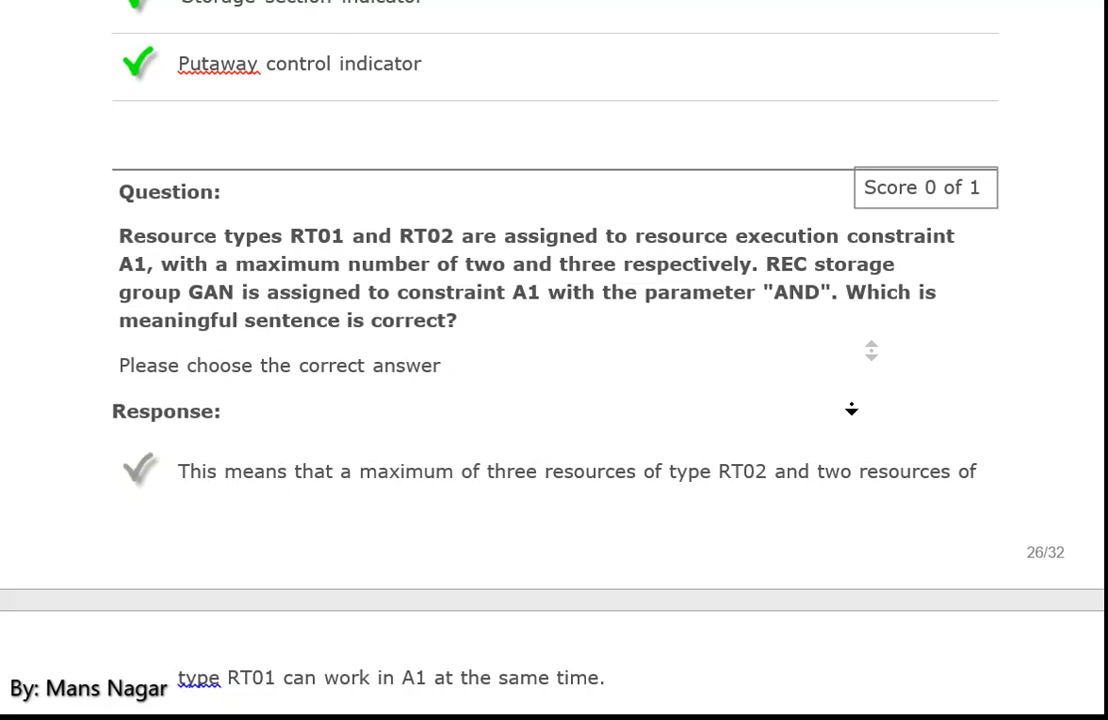 Storage section indicator
Putaway control indicator
Question:
Score 0 of 1
Resource types RT01 and RT02 are assigned to resource execution constraint
A1, with a maximum number of two and three respectively. REC storage
group GAN is assigned to constraint A1 with the parameter "AND". Which is
meaningful sentence is correct?
Please choose the correct answer
Response:
This means that a maximum of three resources of type RT02 and two resources of
26/32
type RT01 can work in A1 at the same time.
By: Mans Nagar